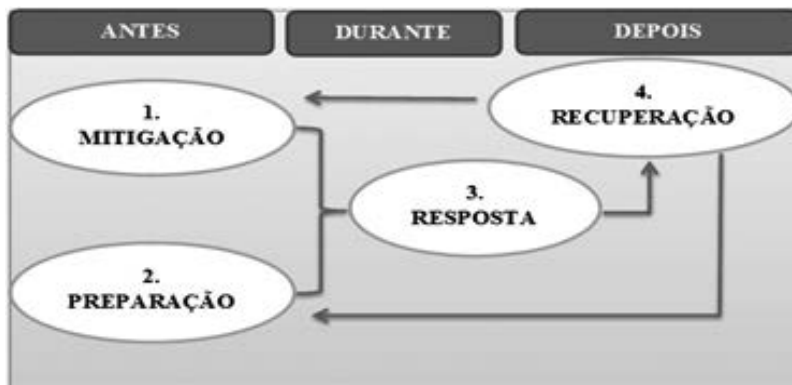 ANTES
DURANTE
DEPOIS
1.
MITIGAÇÃO
4.
RECUPERAÇÃO
3.
RESPOSTA
2.
PREPARAÇÃO